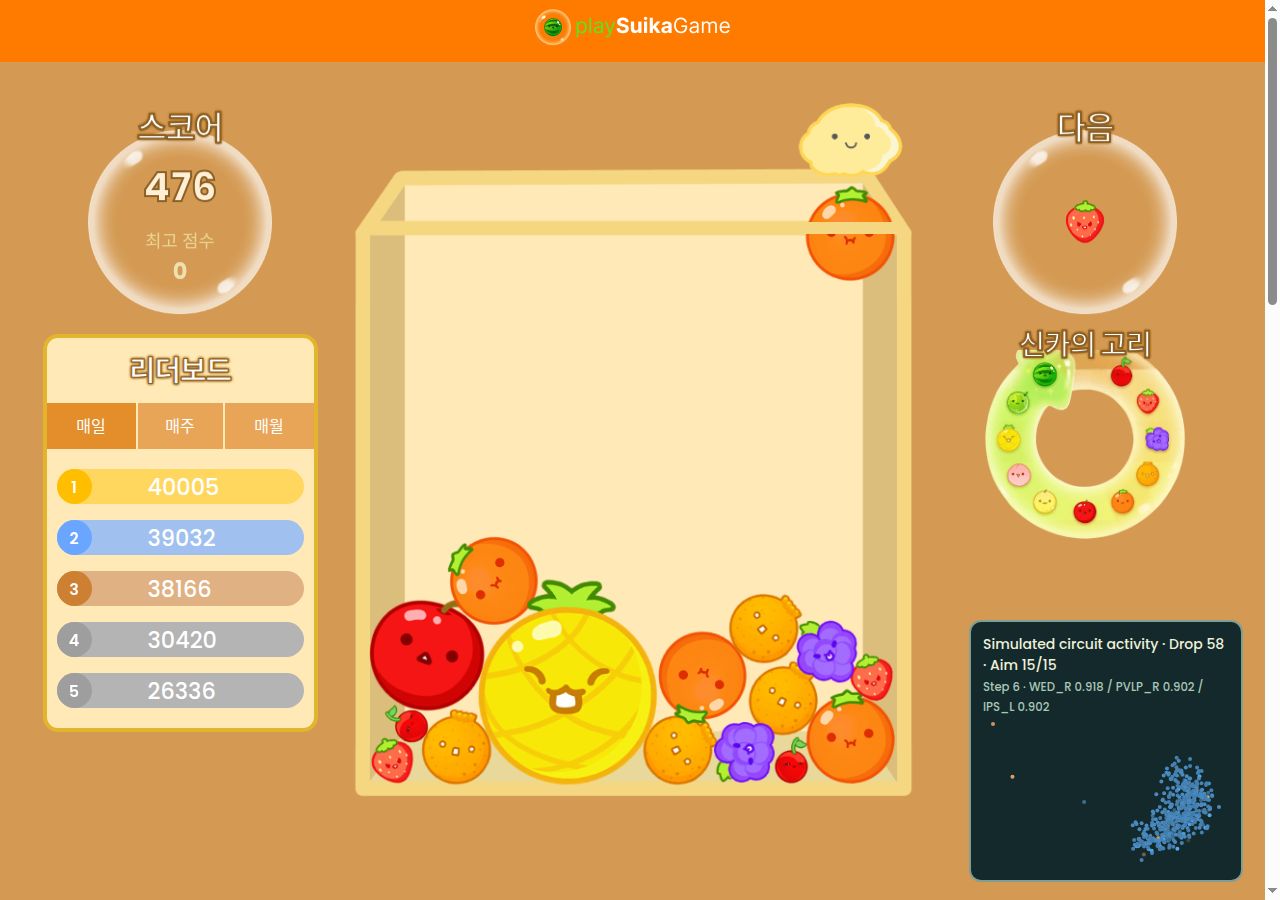 playSuikaGame
스코어
476
최고 점수
0
리더보드
매일 매주 매월
1 40005
2 39032
3 38166
4 30420
5 26336
다음
신카의 고리
Simulated circuit activity · Drop 58
· Aim 15/15
Step 6 · WED_R 0.918 / PVLP_R 0.902 /
IPS_L 0.902